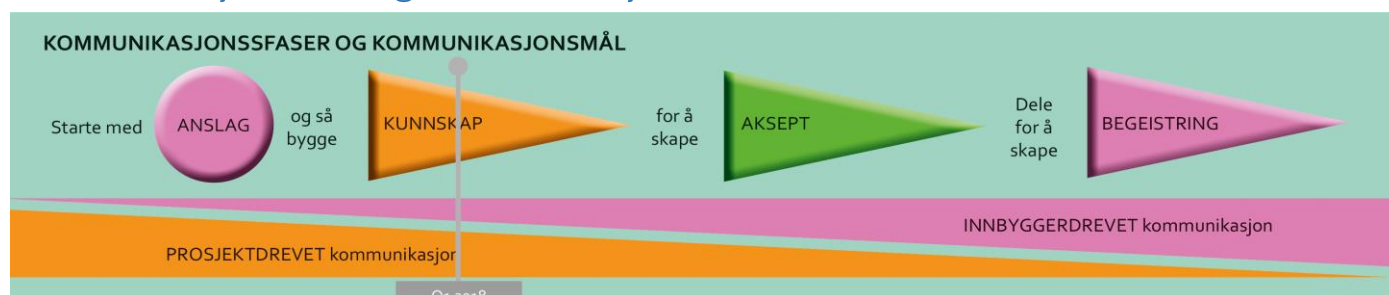 KOMMUNIKASJONSSFASER OG KOMMUNIKASJONSMÅL
Starte med
ANSLAG
og så
bygge
KUNNSKAP
for å
skape
AKSEPT
Dele
for å
skape
BEGEISTRING
INNBYGGERDREVET kommunikasjon
PROSJEKTDREVET kommunikasjon